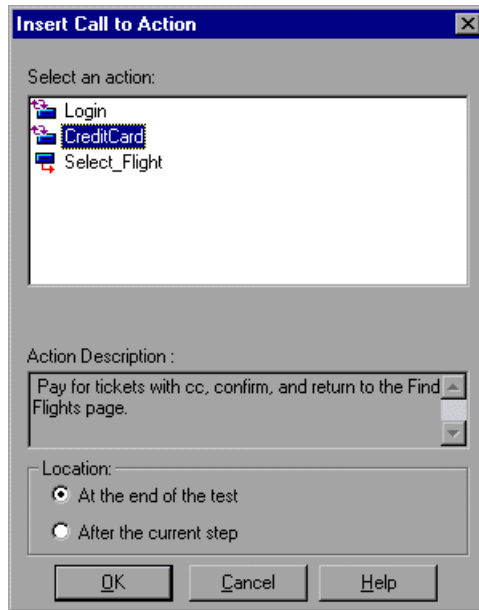 Insert Call to Action
Select an action:
Login
CreditCard
Select_Flight
Action Description :
Pay for tickets with cc, confirm, and return to the Find
Flights page.
Location:
At the end of the test
After the current step
OK
Cancel
Help